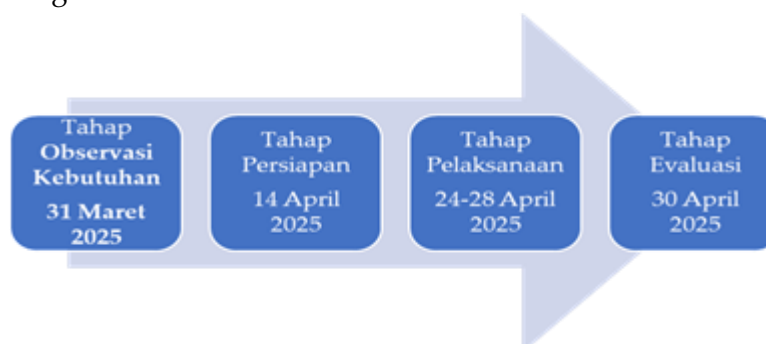 Tahap
Observasi
Kebutuhan
31 Maret
2025
Tahap
Persiapan
14 April
2025
Tahap
Pelaksanaan
24-28 April
2025
Tahap
Evaluasi
30 April
2025